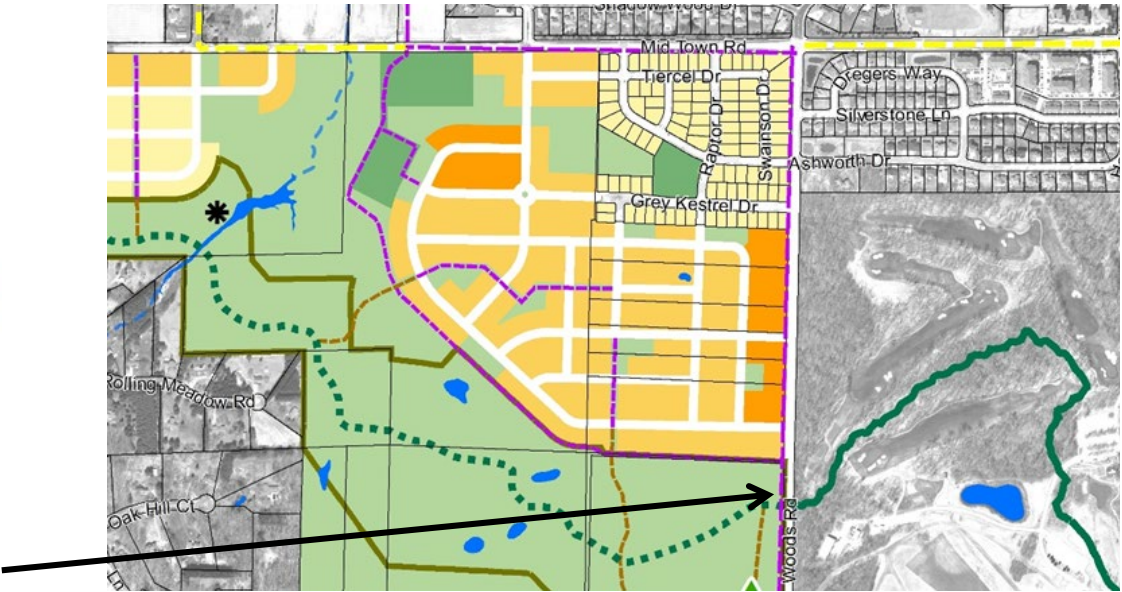 Shadow Wood Dr
Mid Town Rd
Tiercel Dr
Dregers Way
Raptor Dr
Swainson Dr
Silverstone Ln
Ashworth Dr
Grey Kestrel Dr
Rolling Meadow Rd
Oak Hill Ct
Woods Rd
Ln